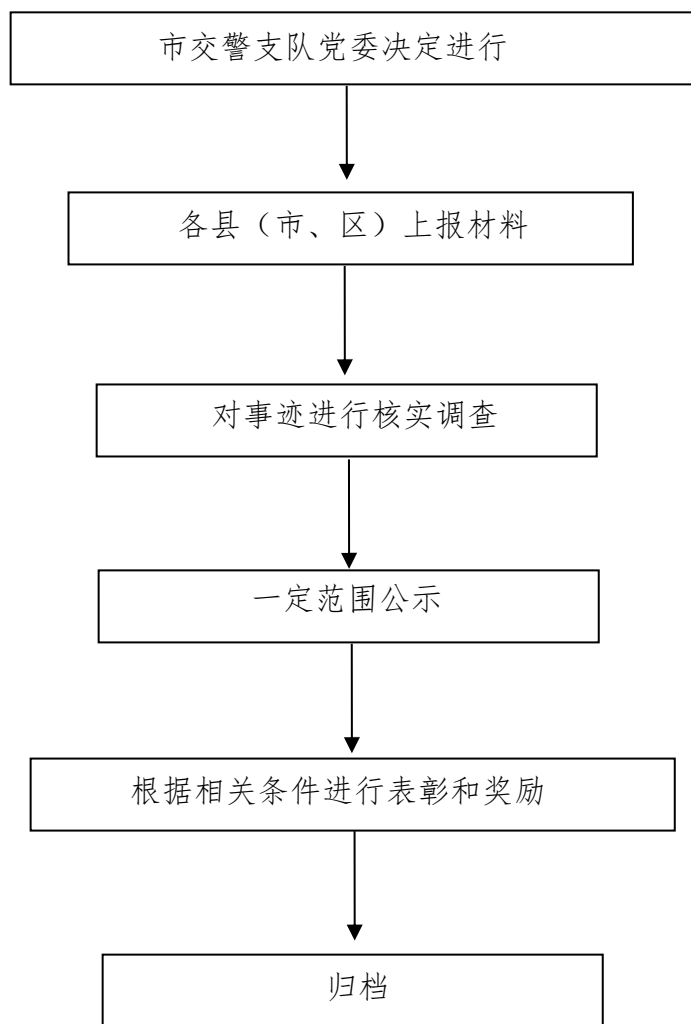 市交警支队党委决定进行
各县（市、区）上报材料
对事迹进行核实调查
一定范围公示
根据相关条件进行表彰和奖励
归档